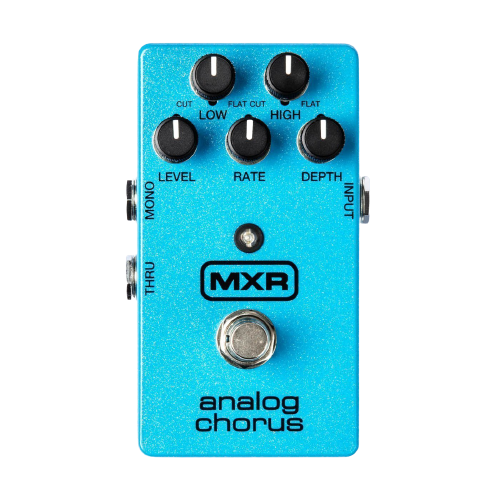 CUT FLAT CUT FLAT
LOW HIGH
LEVEL RATE DEPTH
MONO
INPUT
THRU
MXR
analog
chorus